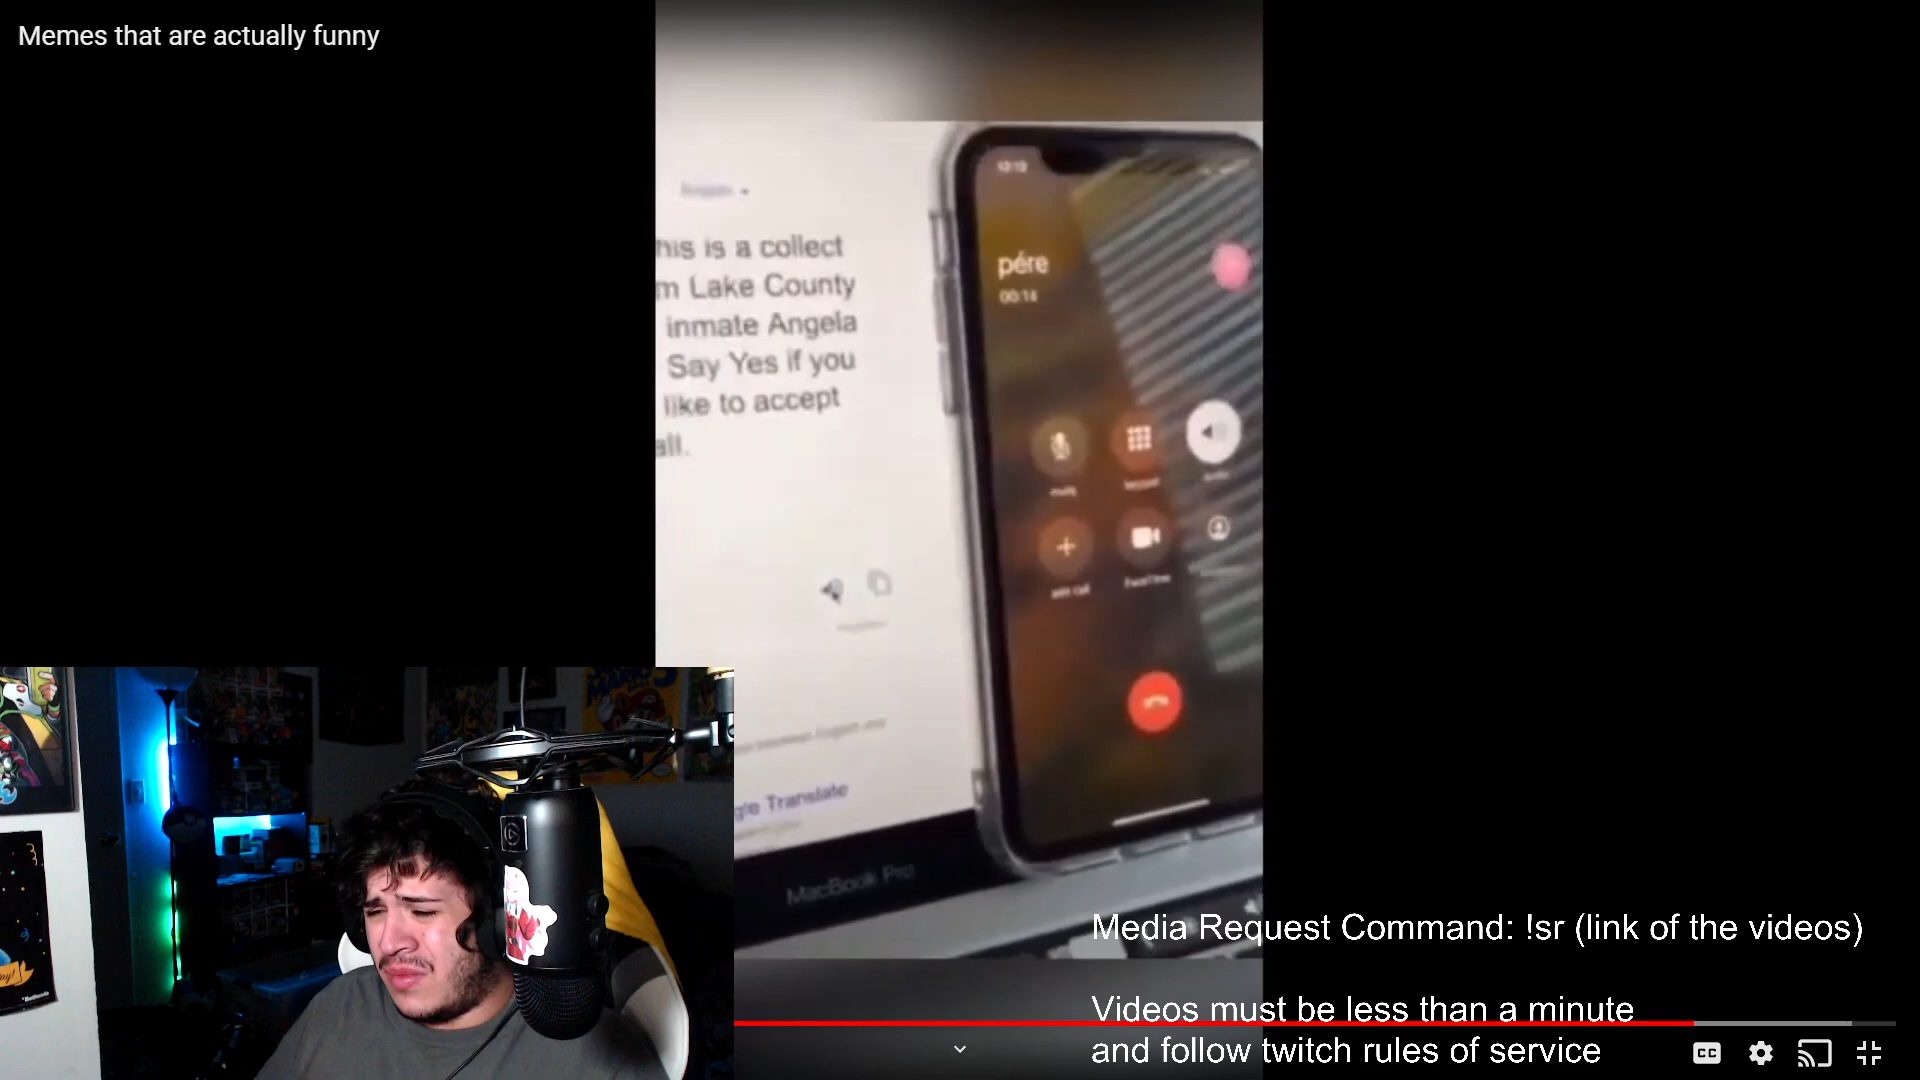 Memes that are actually funny
his is a collect
m Lake County
inmate Angela
Say Yes if you
like to accept
all.
gle Translate
MacBook Pro
pére
00:14
Media Request Command: !sr (link of the videos)
Videos must be less than a minute
and follow twitch rules of service
CC